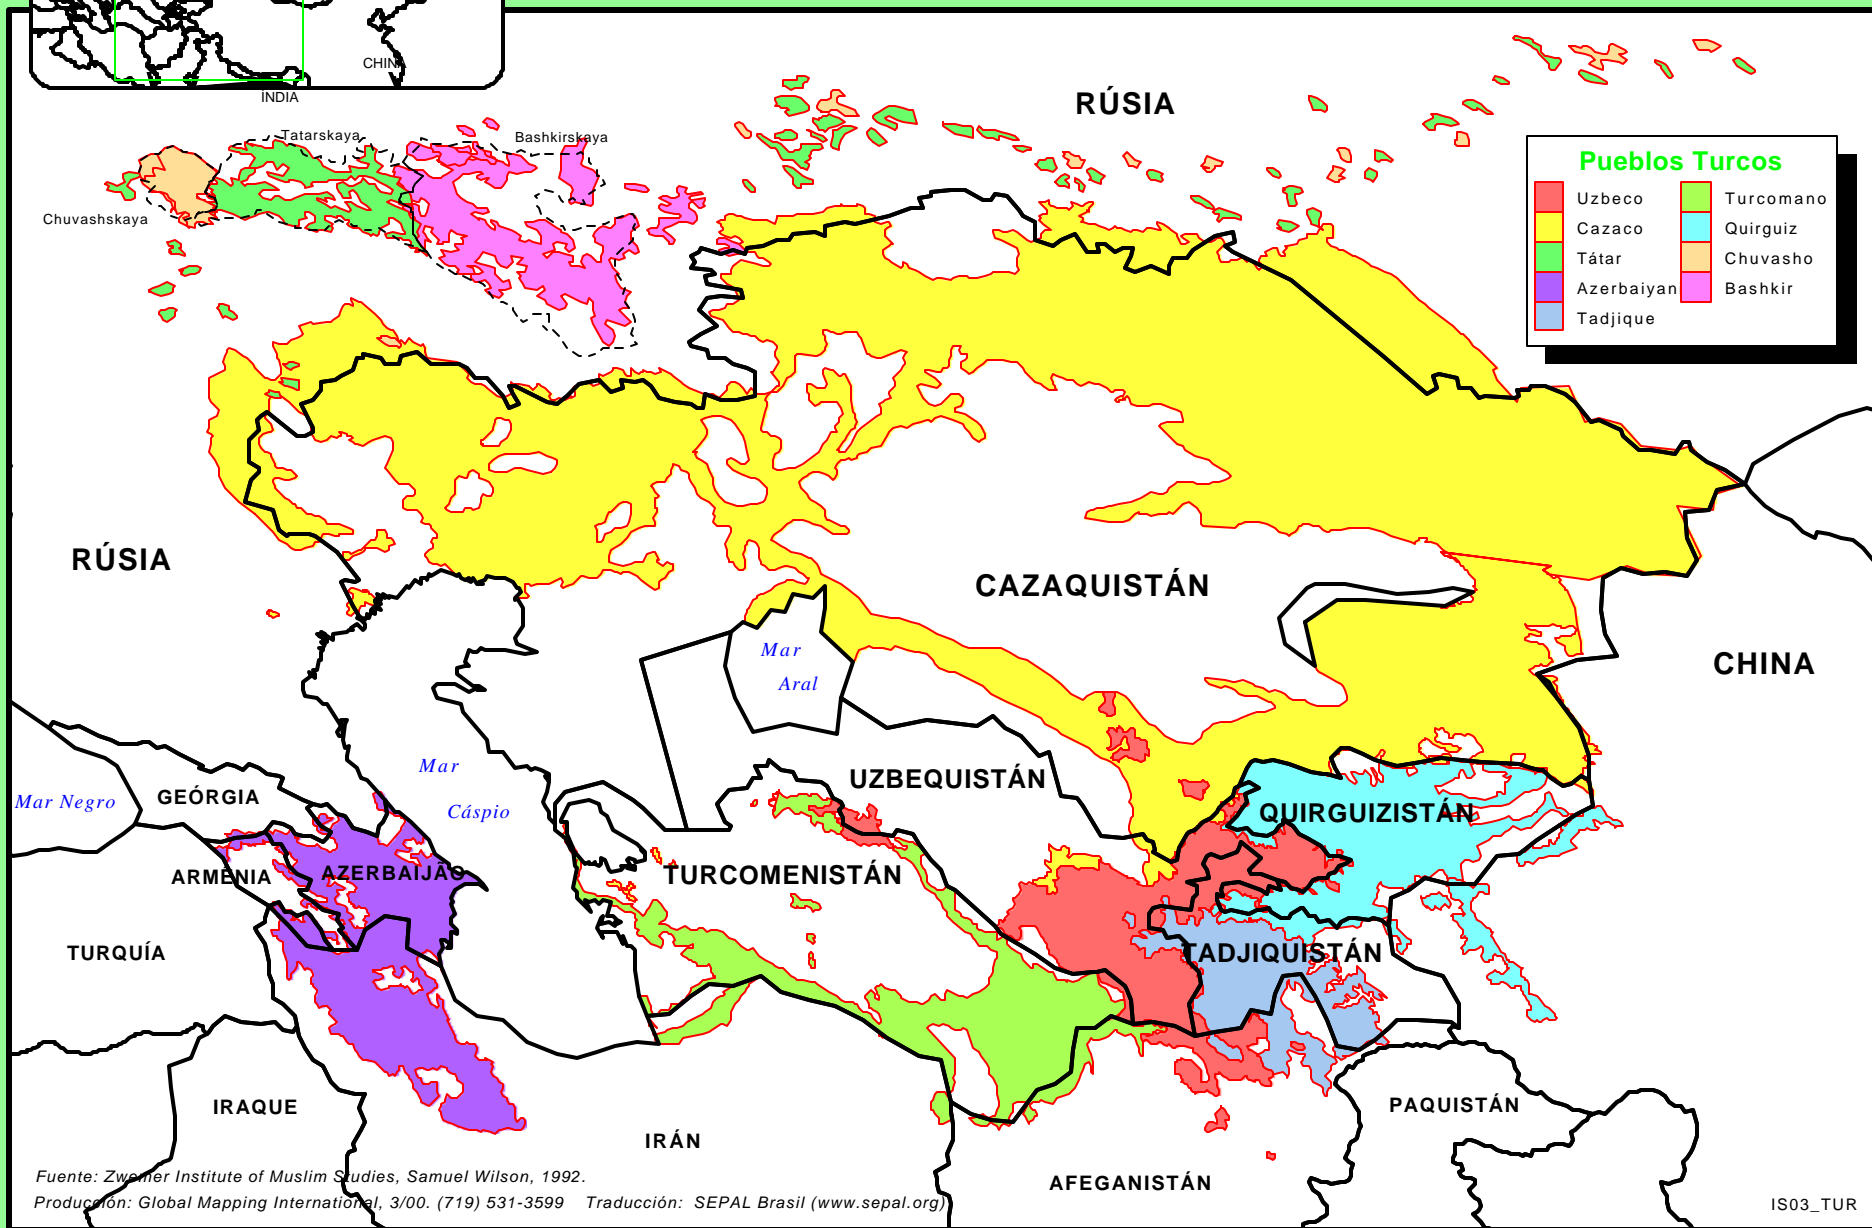 CHINA
INDIA
RÚSIA
Tatarskaya
Bashkirskaya
Chuvashskaya
Pueblos Turcos
Uzbeco
Cazaco
Tátar
Azerbaiyan
Tadjique
Turcomano
Quirguiz
Chuvasho
Bashkir
RÚSIA
CAZAQUISTÁN
CHINA
Mar
Aral
Mar
Cáspio
Mar Negro
GEÓRGIA
UZBEQUISTÁN
QUIRGUIZISTÁN
ARMÊNIA
AZERBAIJÃO
TURCOMENISTÁN
TURQUÍA
TADJIQUISTÁN
IRAQUE
IRÁN
PAQUISTÁN
AFEGANISTÁN
Fuente: Zwemer Institute of Muslim Studies, Samuel Wilson, 1992.
Producción: Global Mapping International, 3/00. (719) 531-3599 Traducción: SEPAL Brasil (www.sepal.org)
IS03_TUR